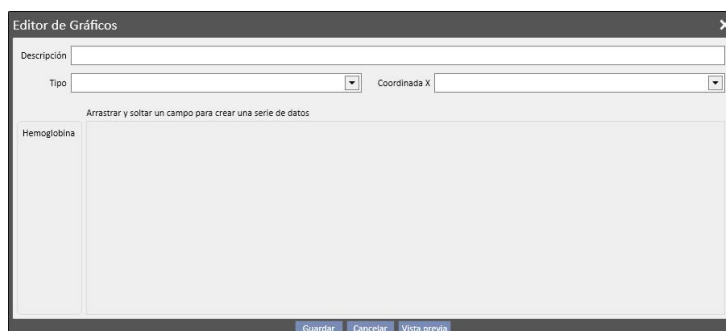 Editor de Gráficos
Descripción
Tipo Coordinada X
Arrastrar y soltar un campo para crear una serie de datos
Hemoglobina
Guardar Cancelar Vista previa